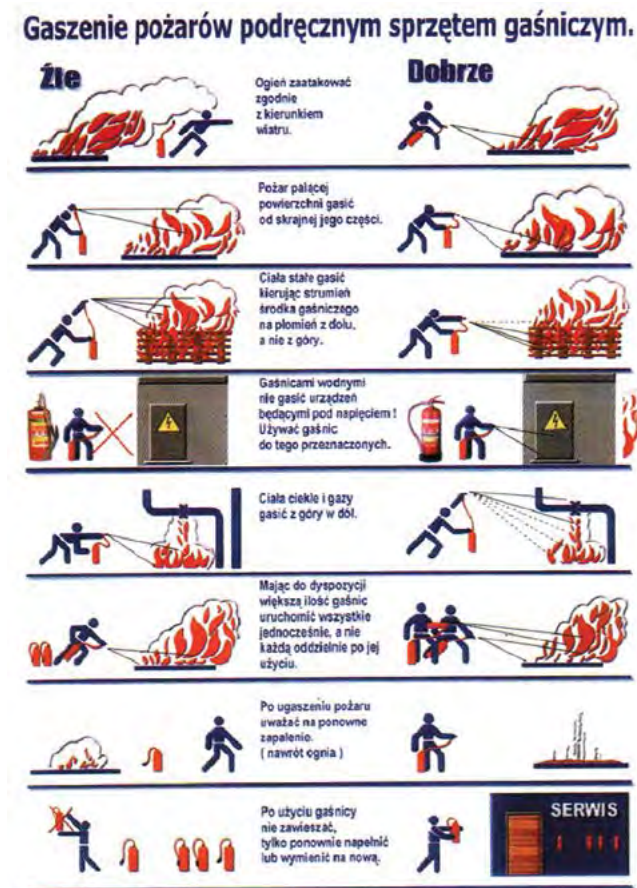 Gaszenie pożarów podręcznym sprzętem gaśniczym.
Źle
Dobrze
Ogień zaatakować
zgodnie
z kierunkiem
wiatru.
Pożar palącej
powierzchni gasić
od skrajnej jego części.
Ciała stałe gasić
kierując strumień
środka gaśniczego
na płomień z dołu,
a nie z góry.
Gaśnicami wodnymi
nie gasić urządzeń
będącymi pod napięciem !
Używać gaśnic
do tego przeznaczonych.
Ciała ciekłe i gazy
gasić z góry w dół.
Mając do dyspozycji
większą ilość gaśnic
uruchomić wszystkie
jednocześnie, a nie
każdą oddzielnie po jej
użyciu.
Po ugaszeniu pożaru
uważać na ponowne
zapalenie.
( nawrót ognia )
Po użyciu gaśnicy
nie zawieszać,
tylko ponownie napełnić
lub wymienić na nową.
SERWIS